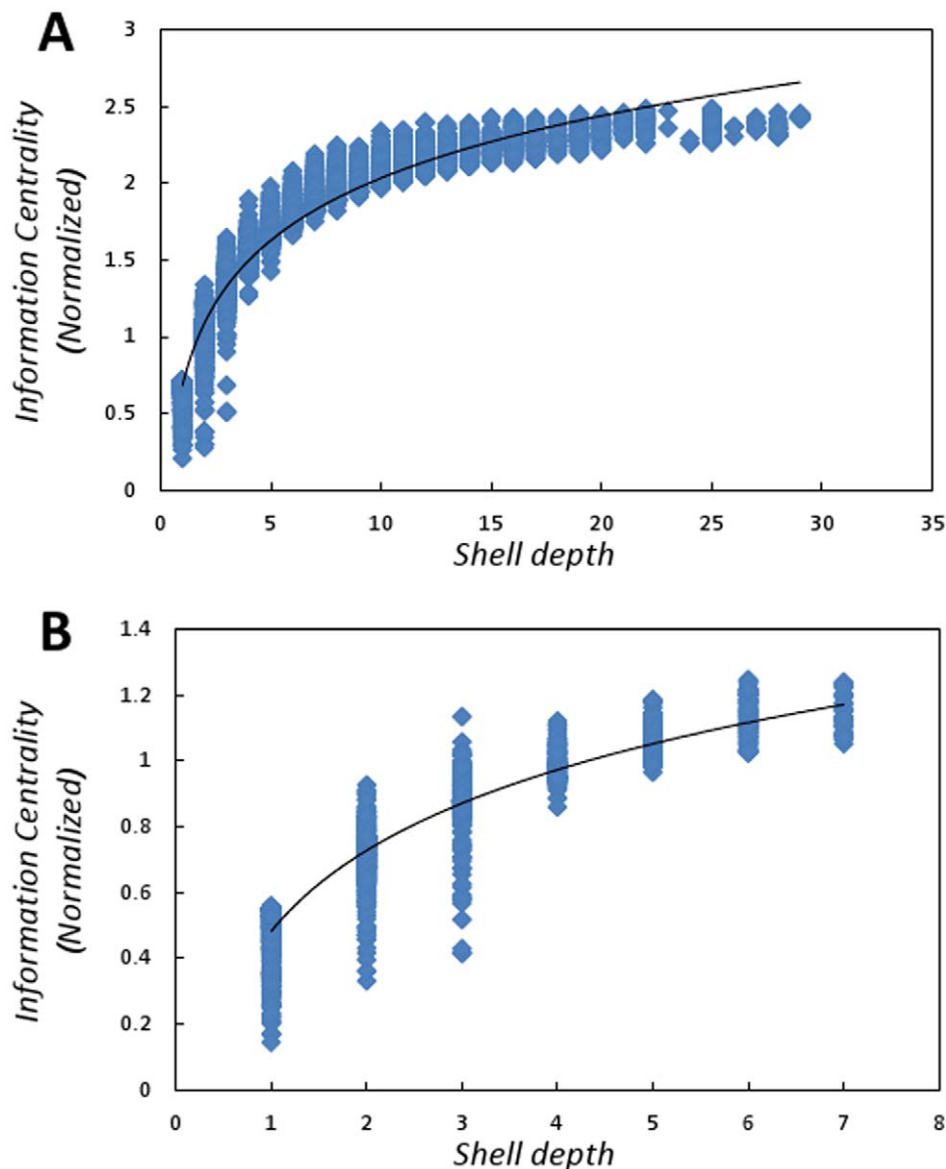 A
Information Centrality
(Normalized)
3
2.5
2
1.5
1
0.5
0
0 5 10 15 20 25 30 35
Shell depth
B
Information Centrality
(Normalized)
1.4
1.2
1
0.8
0.6
0.4
0.2
0
0 1 2 3 4 5 6 7 8
Shell depth